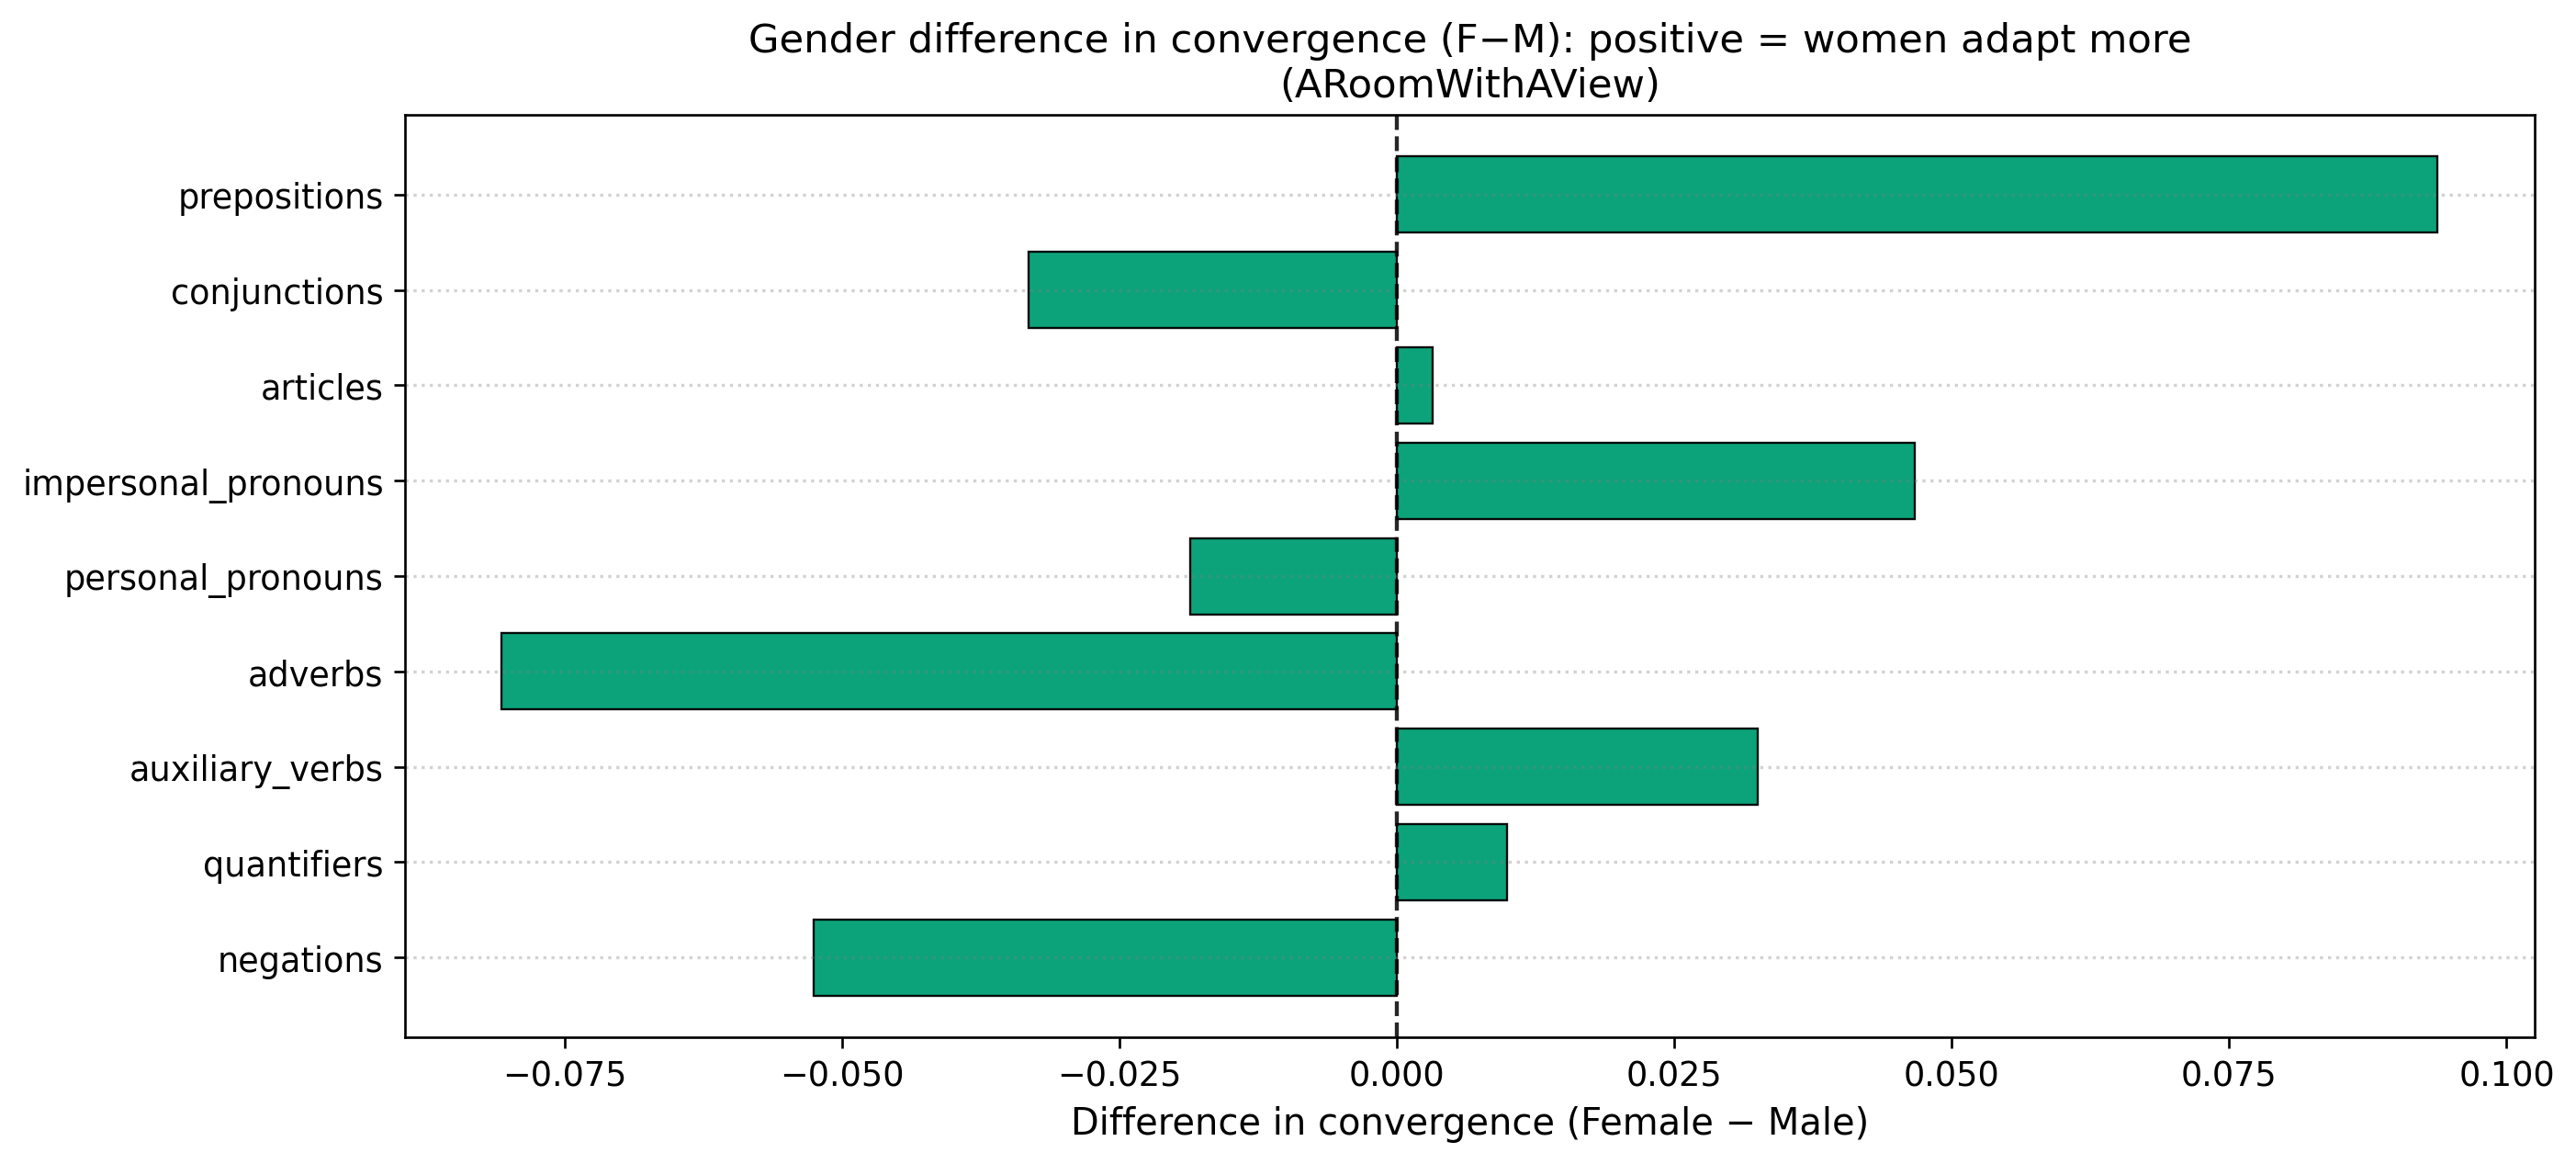 Gender difference in convergence (F−M): positive = women adapt more
(ARoomWithAView)
prepositions
conjunctions
articles
impersonal_pronouns
personal_pronouns
adverbs
auxiliary_verbs
quantifiers
negations
−0.075 −0.050 −0.025 0.000 0.025 0.050 0.075 0.100
Difference in convergence (Female − Male)